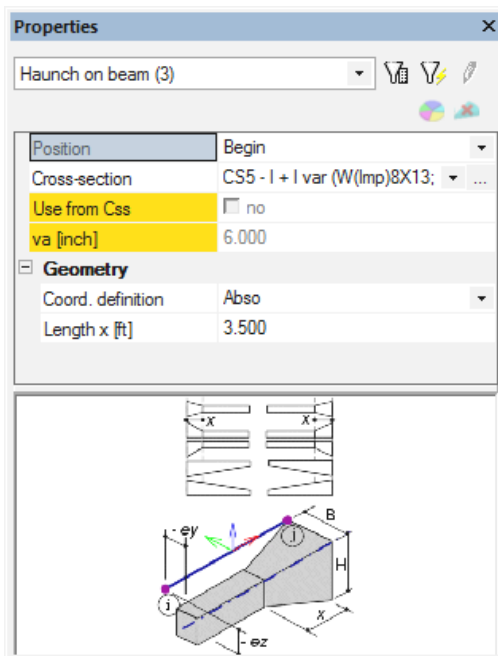 Properties
Haunch on beam (3)
Position Begin
Cross-section CS5 - I + I var (W(Imp)8X13; ...
Use from Css no
va [inch] 6.000
Geometry
Coord. definition Abso
Length x [ft] 3.500
x x
- ey B
j
H
i x
- ez